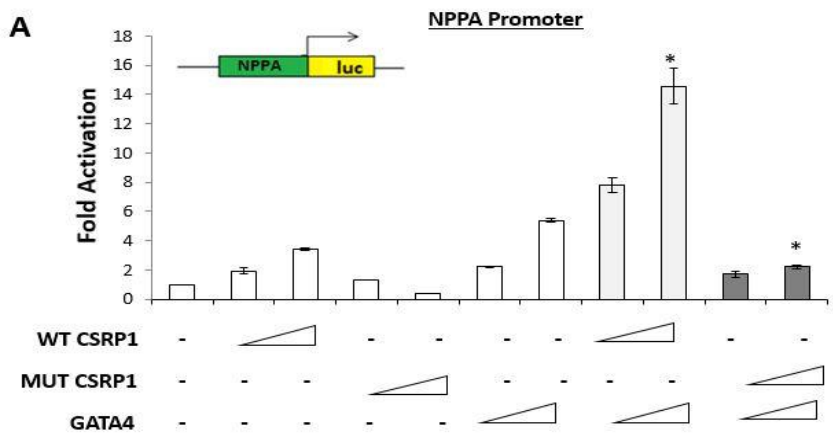 A
NPPA Promoter
18
16
14
12
10
8
6
4
2
0
Fold Activation
NPPA luc
*
*
WT CSRP1 - - - - - - -
MUT CSRP1 - - - - - - -
GATA4 - - - - -